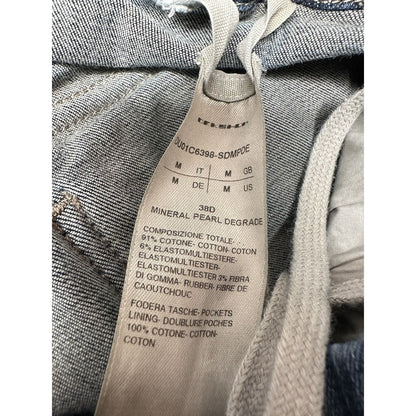 DRKSHDW
DU01C6398-SDMPDE
M IT M GB
M DE M US
38D
MINERAL PEARL DEGRADE
COMPOSIZIONE TOTALE-
91% COTONE- COTTON- COTON
6% ELASTOMULTIESTERE-
ELASTOMULTIESTER-
ELASTOMULTIESTER 3% FIBRA
DI GOMMA- RUBBER- FIBRE DE
CAOUTCHOUC
FODERA TASCHE- POCKETS
LINING- DOUBLURE POCHES
100% COTONE- COTTON-
COTON